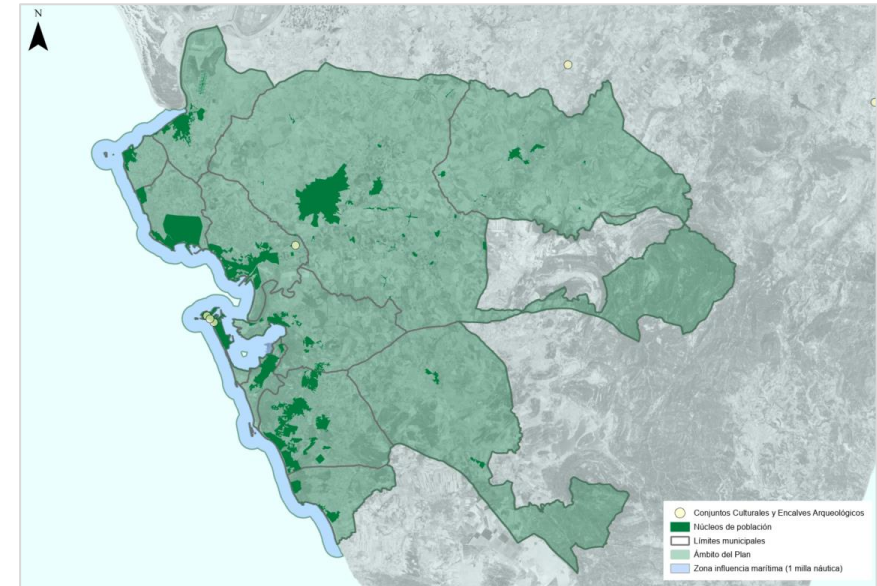 N
Conjuntos Culturales y Encalves Arqueológicos
Núcleos de población
Límites municipales
Ámbito del Plan
Zona influencia marítima (1 milla náutica)